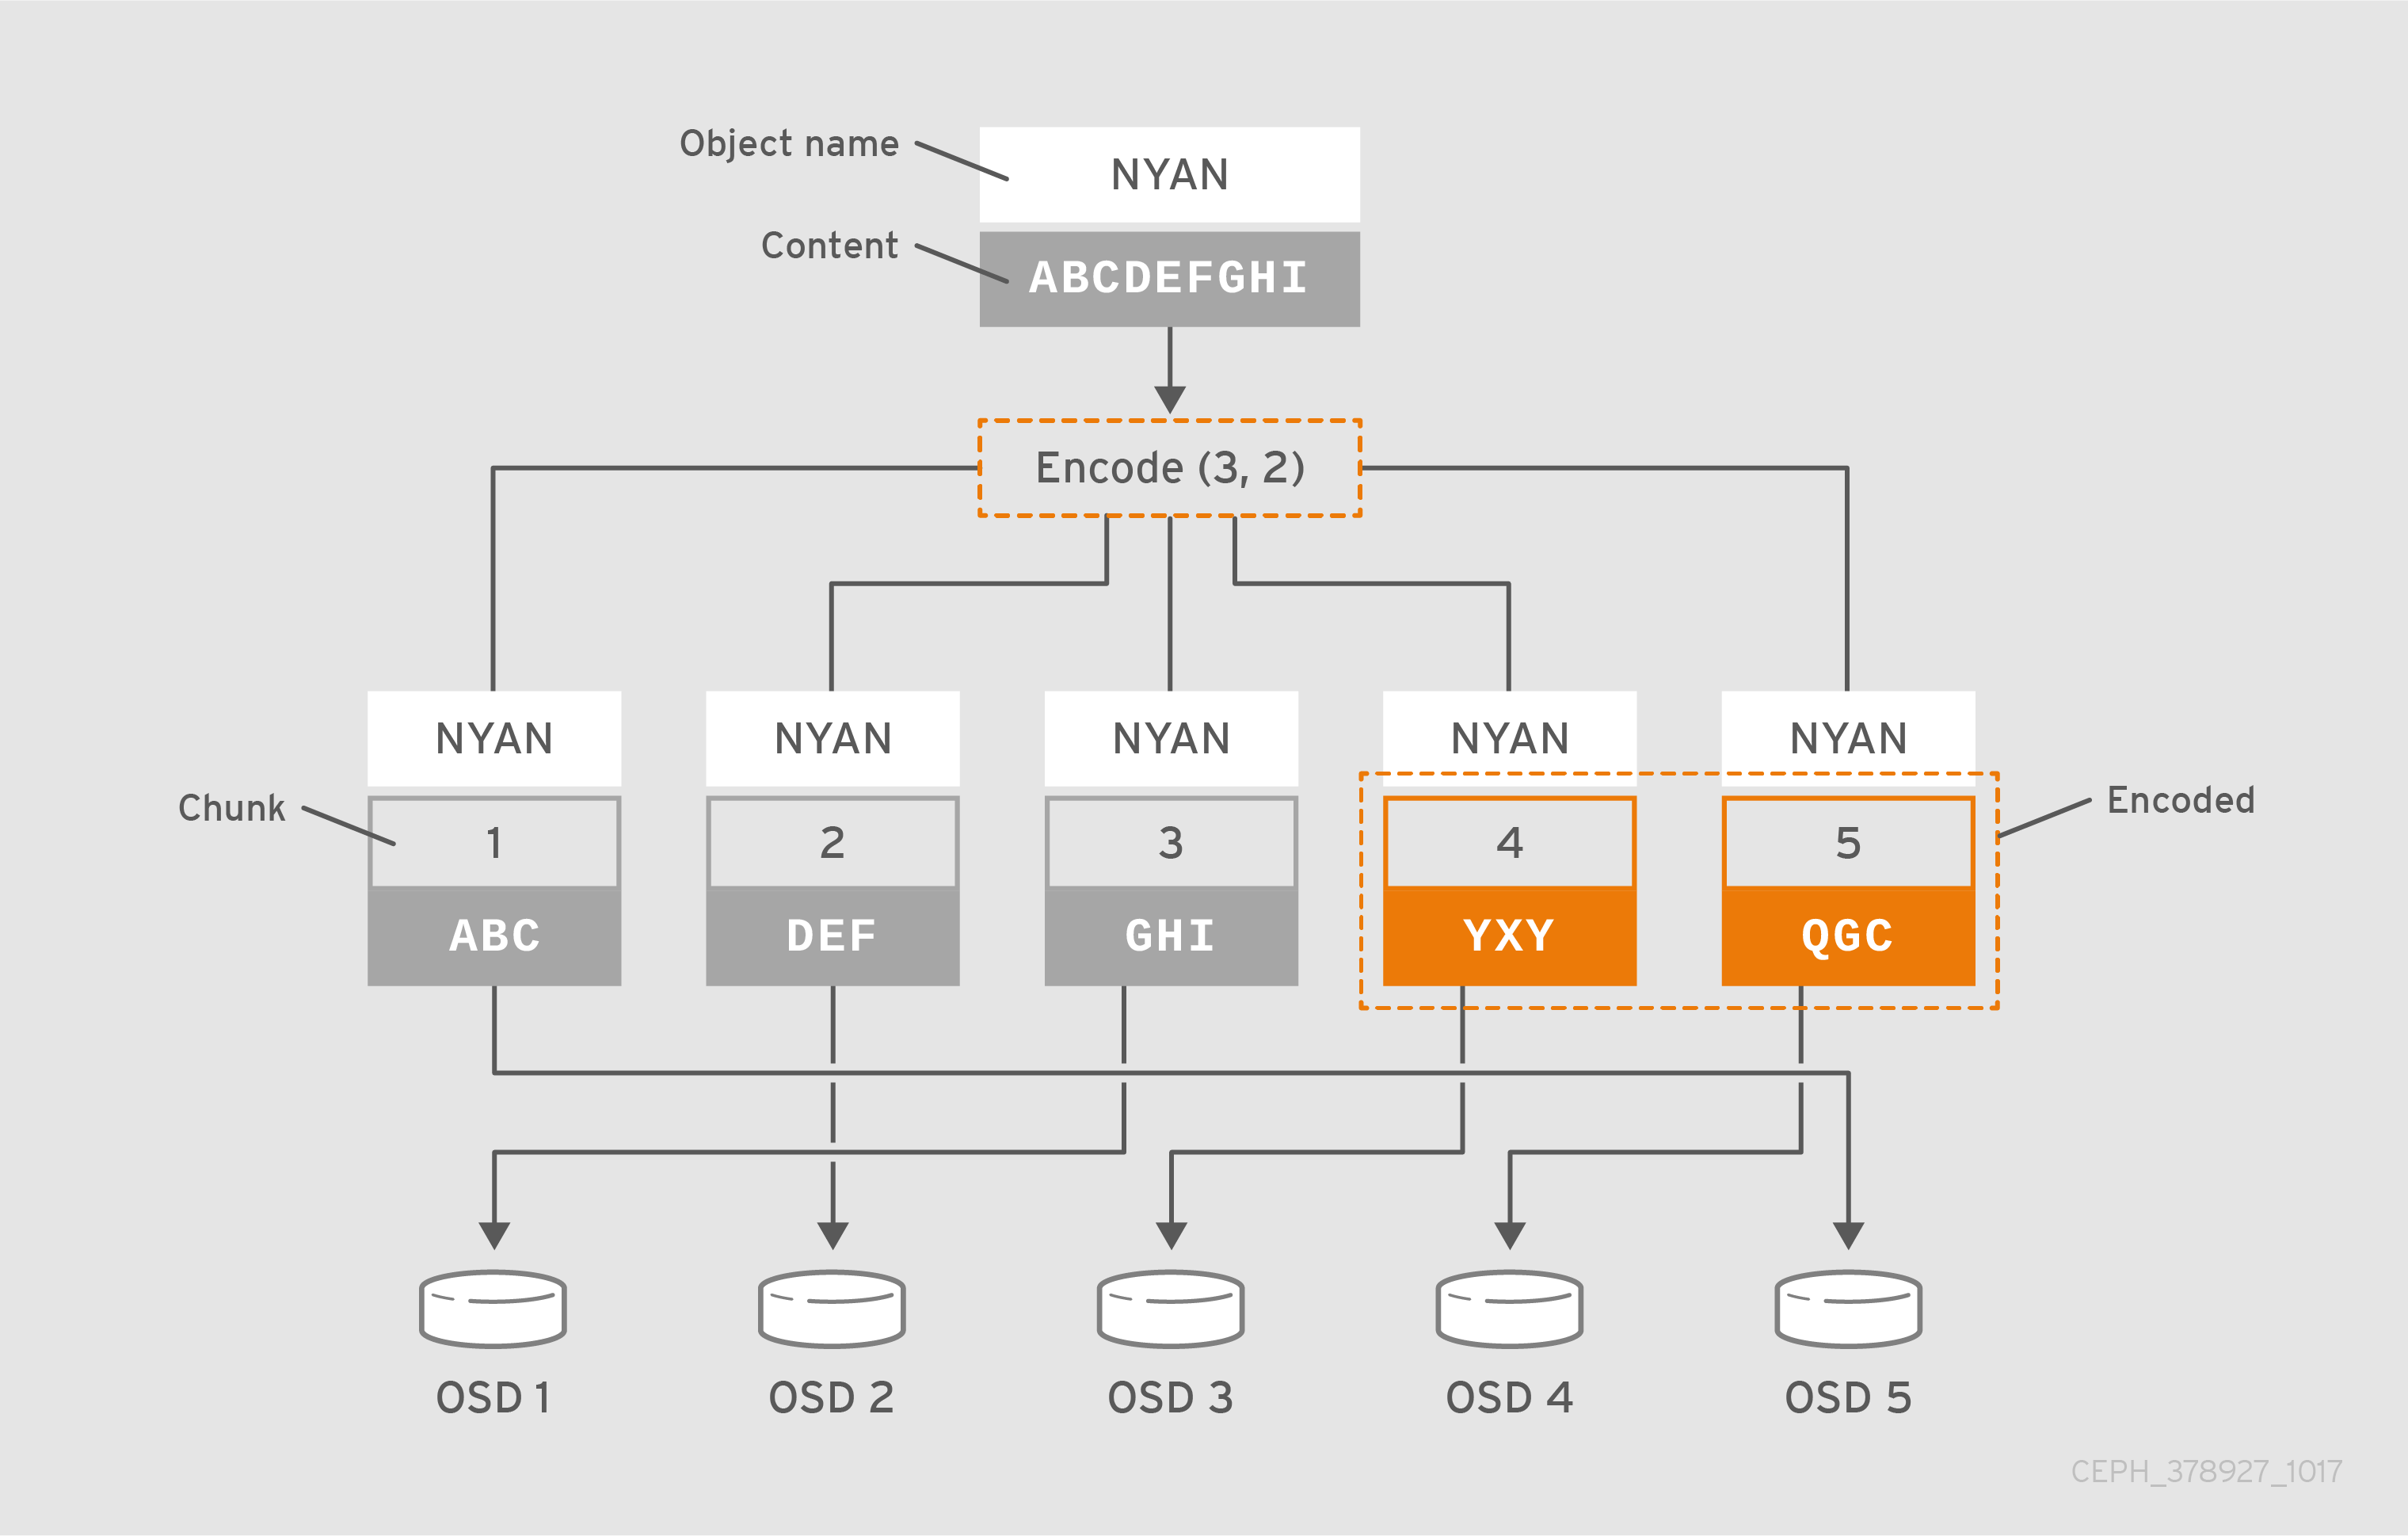 Object name
NYAN
Content
ABCDEFGHI
Encode (3, 2)
NYAN
NYAN
NYAN
NYAN
NYAN
Chunk
1
2
3
4
5
Encoded
ABC
DEF
GHI
YXY
QGC
OSD 1
OSD 2
OSD 3
OSD 4
OSD 5
CEPH_378927_1017